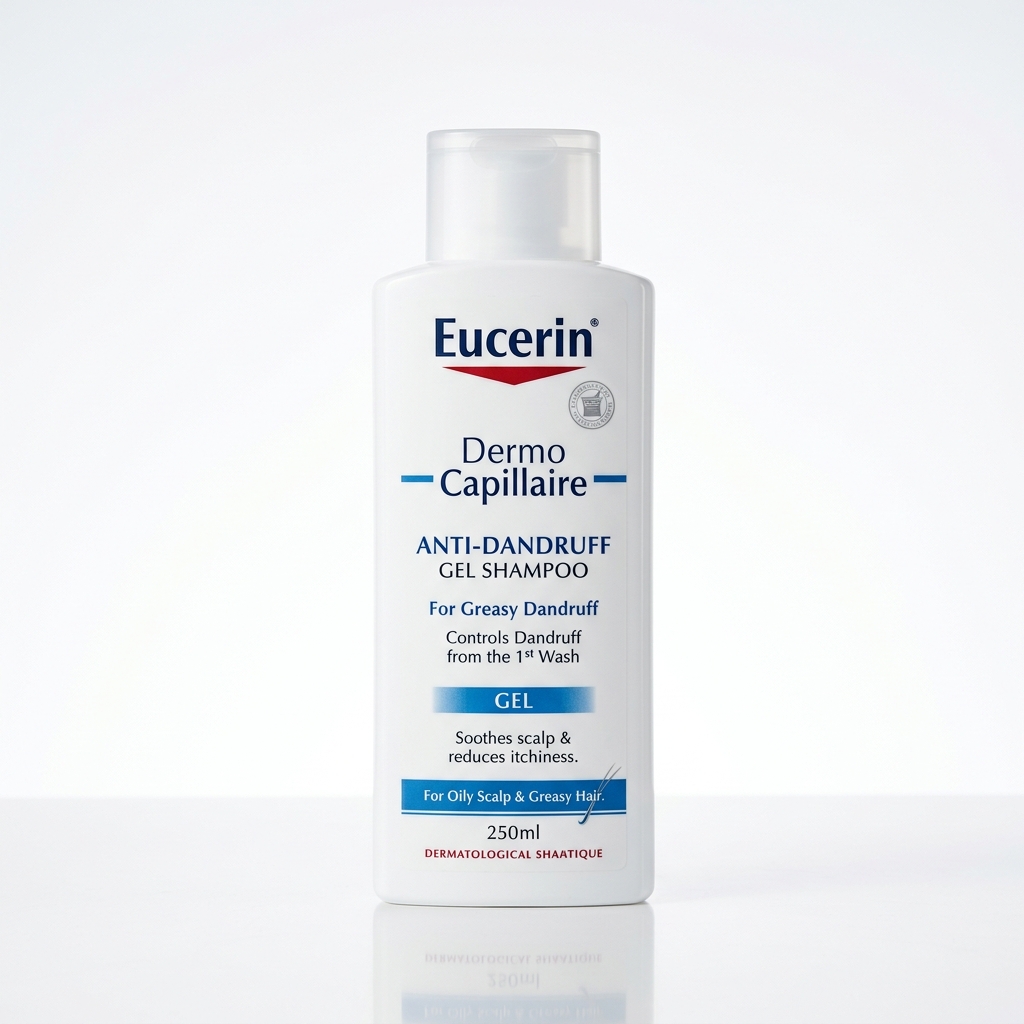 Eucerin®
Dermo
Capillaire
ANTI-DANDRUFF
GEL SHAMPOO
For Greasy Dandruff
Controls Dandruff
from the 1st Wash
GEL
Soothes scalp &
reduces itchiness.
For Oily Scalp & Greasy Hair.
250ml
DERMATOLOGICAL SHAATIQUE